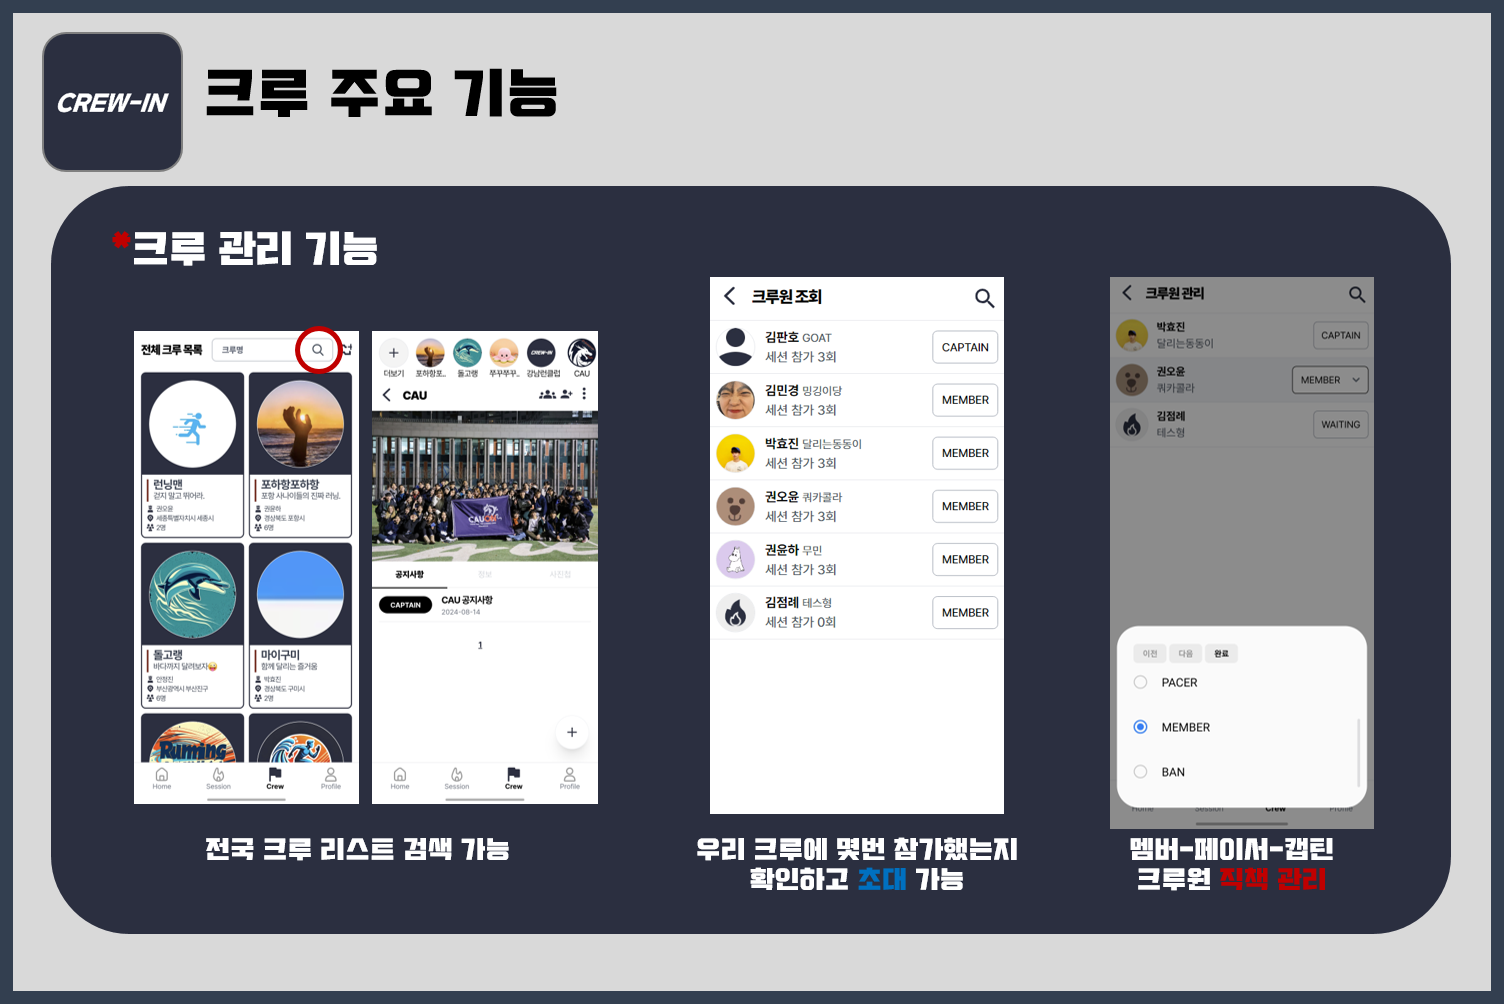 CREW-IN
크루 주요 기능
*크루 관리 기능
전체 크루 목록
크루명
런닝맨
걷지 말고 뛰어라.
권오윤
세종특별자치시 세종시
2명
포하항포하항
포항 사나이들의 진짜 러닝.
권윤하
경상북도 포항시
6명
돌고랭
바다까지 달려보자😜
안정진
부산광역시 부산진구
6명
마이구미
함께 달리는 즐거움
박효진
경상북도 구미시
2명
Running
Home
Session
Crew
Profile
더보기
포하항포..
돌고랭
쭈꾸쭈꾸..
CREW-IN
강남런클럽
CAU
CAU
CAU
공지사항
정보
사진첩
CAPTAIN
CAU 공지사항
2024-08-14
1
+
Home
Session
Crew
Profile
전국 크루 리스트 검색 가능
크루원 조회
김판호 GOAT
세션 참가 3회
CAPTAIN
김민경 밍깅이당
세션 참가 3회
MEMBER
박효진 달리는동동이
세션 참가 3회
MEMBER
권오윤 쿼카콜라
세션 참가 3회
MEMBER
권윤하 무민
세션 참가 3회
MEMBER
김점례 테스형
세션 참가 0회
MEMBER
우리 크루에 몇번 참가했는지
확인하고 초대 가능
크루원 관리
박효진
달리는동동이
CAPTAIN
권오윤
쿼카콜라
MEMBER
김점례
테스형
WAITING
이전
다음
완료
PACER
MEMBER
BAN
Home
Session
Crew
Profile
멤버-페이서-캡틴
크루원 직책 관리